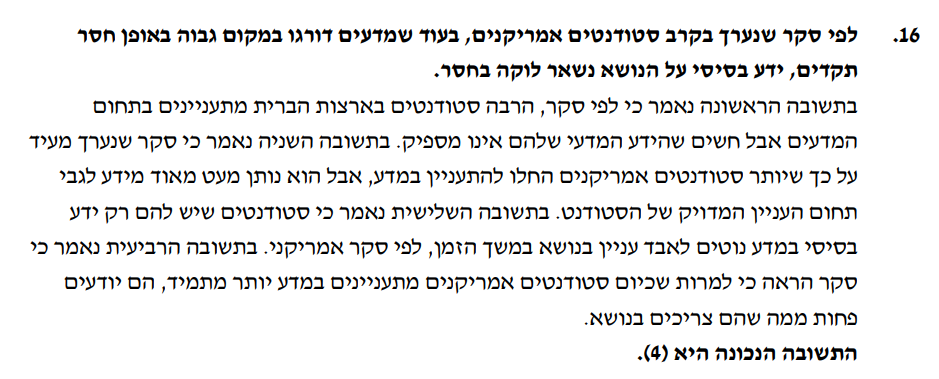 16. לפי סקר שנערך בקרב סטודנטים אמריקנים, בעוד שמדעים דורגו במקום גבוה באופן חסר
תקדים, ידע בסיסי על הנושא נשאר לוקה בחסר.
בתשובה הראשונה נאמר כי לפי סקר, הרבה סטודנטים בארצות הברית מתעניינים בתחום
המדעים אבל חשים שהידע המדעי שלהם אינו מספיק. בתשובה השניה נאמר כי סקר שנערך מעיד
על כך שיותר סטודנטים אמריקנים החלו להתעניין במדע, אבל הוא נותן מעט מאוד מידע לגבי
תחום העניין המדויק של הסטודנט. בתשובה השלישית נאמר כי סטודנטים שיש להם רק ידע
בסיסי במדע נוטים לאבד עניין בנושא במשך הזמן, לפי סקר אמריקני. בתשובה הרביעית נאמר כי
סקר הראה כי למרות שכיום סטודנטים אמריקנים מתעניינים במדע יותר מתמיד, הם יודעים
פחות ממה שהם צריכים בנושא.
התשובה הנכונה היא (4).